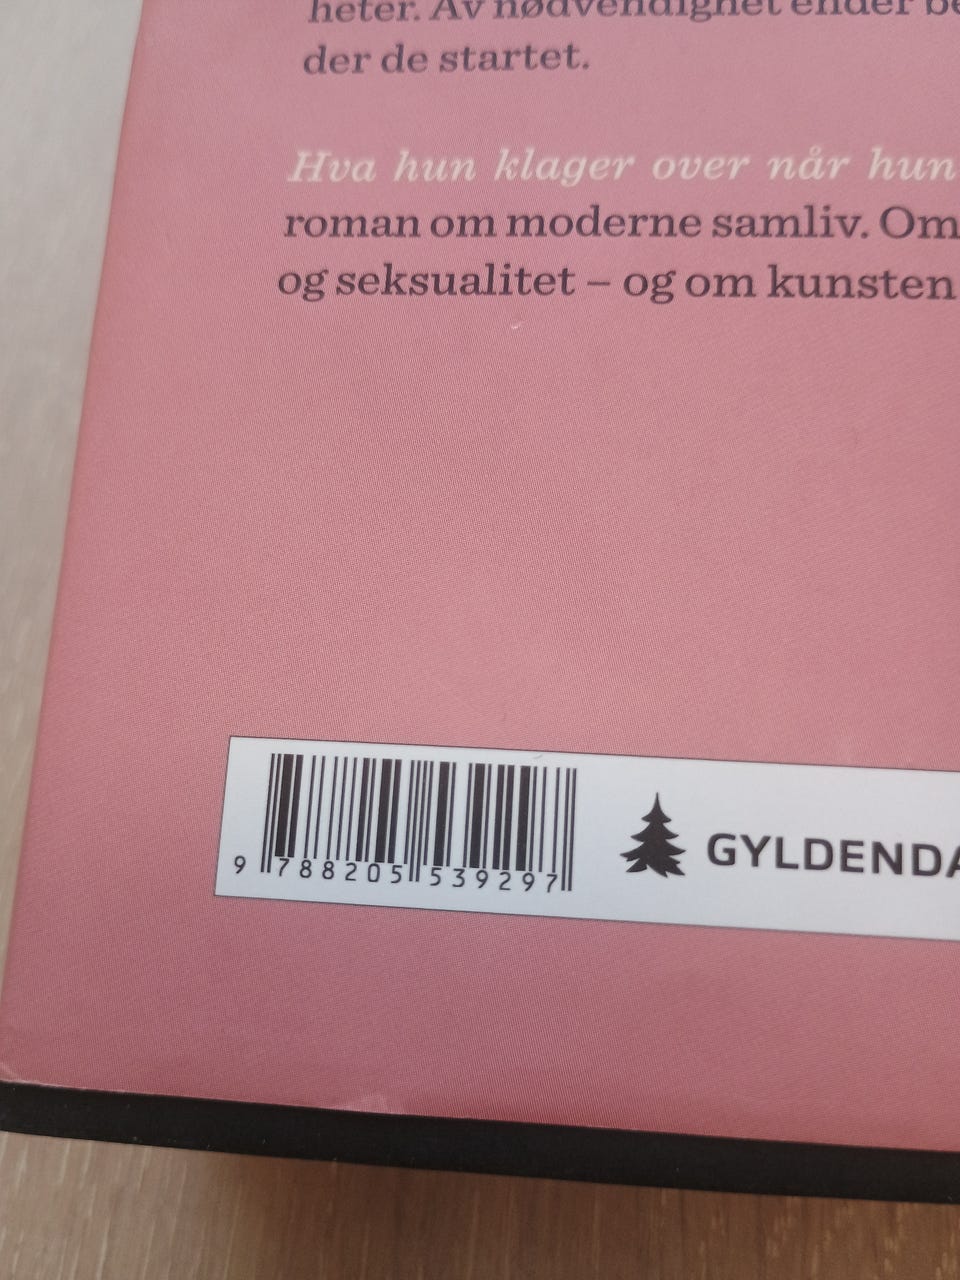 heter. Av nødvendighet ender
der de startet.
Hva hun klager over når hun
roman om moderne samliv. Om
og seksualitet – og om kunsten
9 788205 539297
GYLDENDA